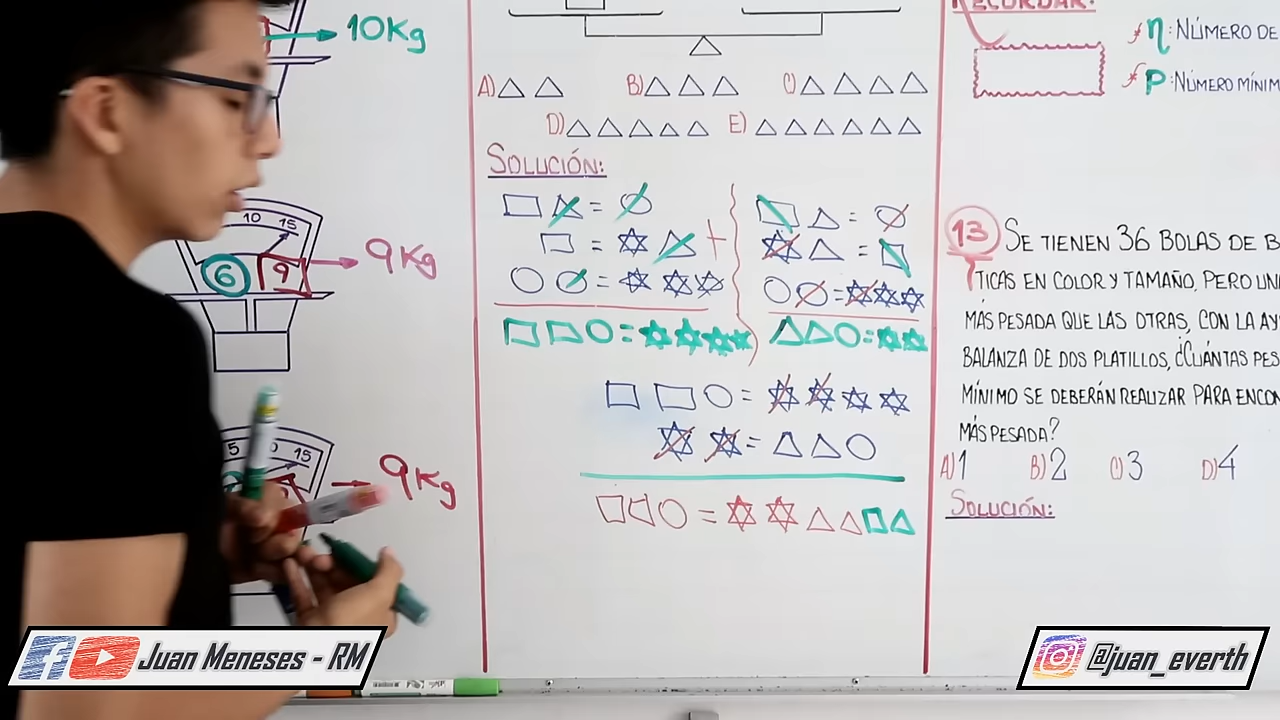 10Kg
10 15
6 9
9Kg
5 15
9Kg
A) B) C)
D) E)
SOLUCIÓN:
=
=
=
=
=
=
=
=
=
=
=
RECORDAR:
n: NÚMERO DE
P: NÚMERO MÍNIM
13 SE TIENEN 36 BOLAS DE B
TICAS EN COLOR Y TAMAÑO, PERO UN
MÁS PESADA QUE LAS OTRAS, CON LA AY
BALANZA DE DOS PLATILLOS, ¿CUÁNTAS PES
MÍNIMO SE DEBERÁN REALIZAR PARA ENCON
MÁS PESADA?
A) 1 B) 2 C) 3 D) 4
SOLUCIÓN:
JUAN MENESES - RM
@juan_everth